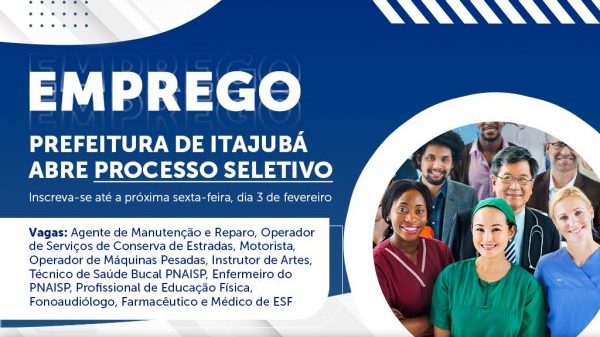 EMPREGO
PREFEITURA DE ITAJUBÁ
ABRE PROCESSO SELETIVO
Inscreva-se até a próxima sexta-feira, dia 3 de fevereiro
Vagas: Agente de Manutenção e Reparo, Operador
de Serviços de Conserva de Estradas, Motorista,
Operador de Máquinas Pesadas, Instrutor de Artes,
Técnico de Saúde Bucal PNAISP, Enfermeiro do
PNAISP, Profissional de Educação Física,
Fonoaudiólogo, Farmacêutico e Médico de ESF